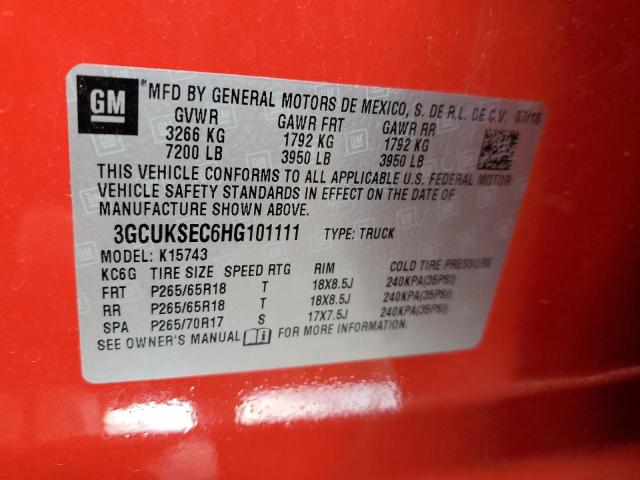 GM ® MFD BY GENERAL MOTORS DE MEXICO, S. DE R.L. DE C.V. 07/16
GVWR GAWR FRT GAWR RR
3266 KG 1792 KG 1792 KG
7200 LB 3950 LB 3950 LB
THIS VEHICLE CONFORMS TO ALL APPLICABLE U.S. FEDERAL MOTOR
VEHICLE SAFETY STANDARDS IN EFFECT ON THE DATE OF
MANUFACTURE SHOWN ABOVE.
3GCUKSEC6HG101111 TYPE: TRUCK
MODEL: K15743
KC6G TIRE SIZE SPEED RTG RIM COLD TIRE PRESSURE
FRT P265/65R18 T 18X8.5J 240KPA(35PSI)
RR P265/65R18 T 18X8.5J 240KPA(35PSI)
SPA P265/70R17 S 17X7.5J 240KPA(35PSI)
SEE OWNER'S MANUAL FOR MORE INFORMATION.